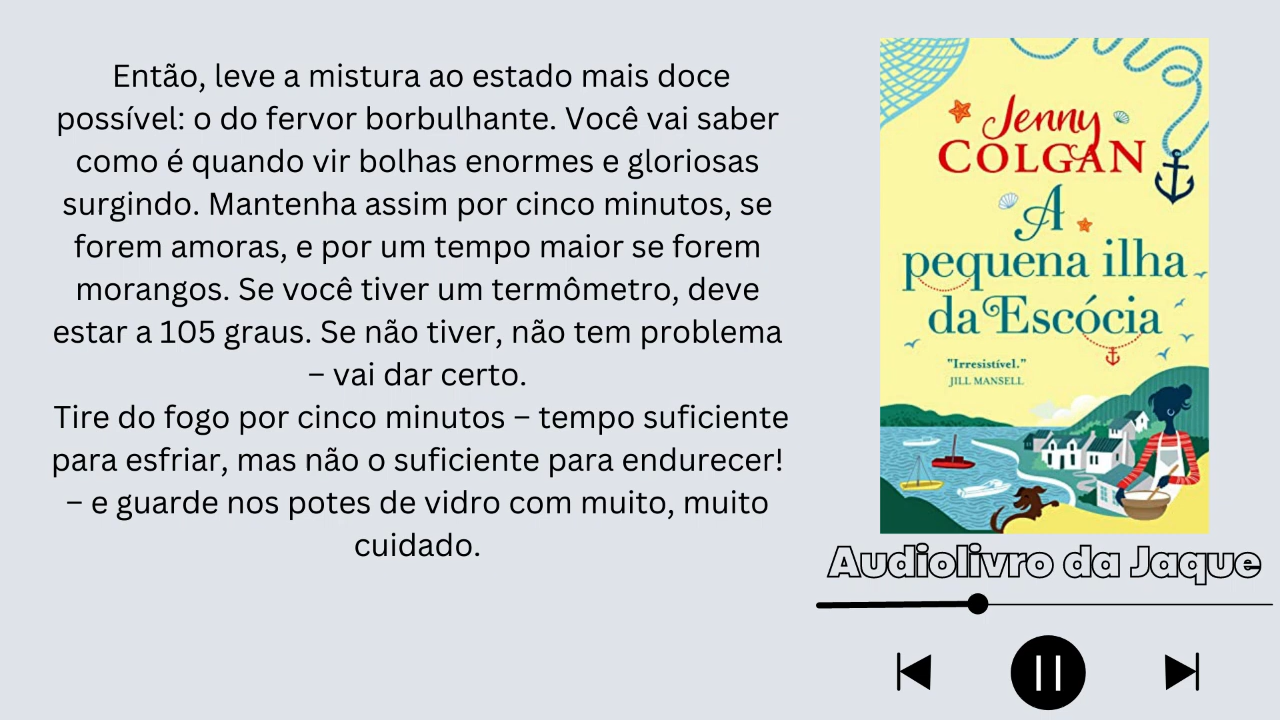 Então, leve a mistura ao estado mais doce
possível: o do fervor borbulhante. Você vai saber
como é quando vir bolhas enormes e gloriosas
surgindo. Mantenha assim por cinco minutos, se
forem amoras, e por um tempo maior se forem
morangos. Se você tiver um termômetro, deve
estar a 105 graus. Se não tiver, não tem problema
– vai dar certo.
Tire do fogo por cinco minutos – tempo suficiente
para esfriar, mas não o suficiente para endurecer!
– e guarde nos potes de vidro com muito, muito
cuidado.
Jenny
COLGAN
A
pequena ilha
da Escócia
"Irresistível."
JILL MANSELL
Audiolivro da Jaque